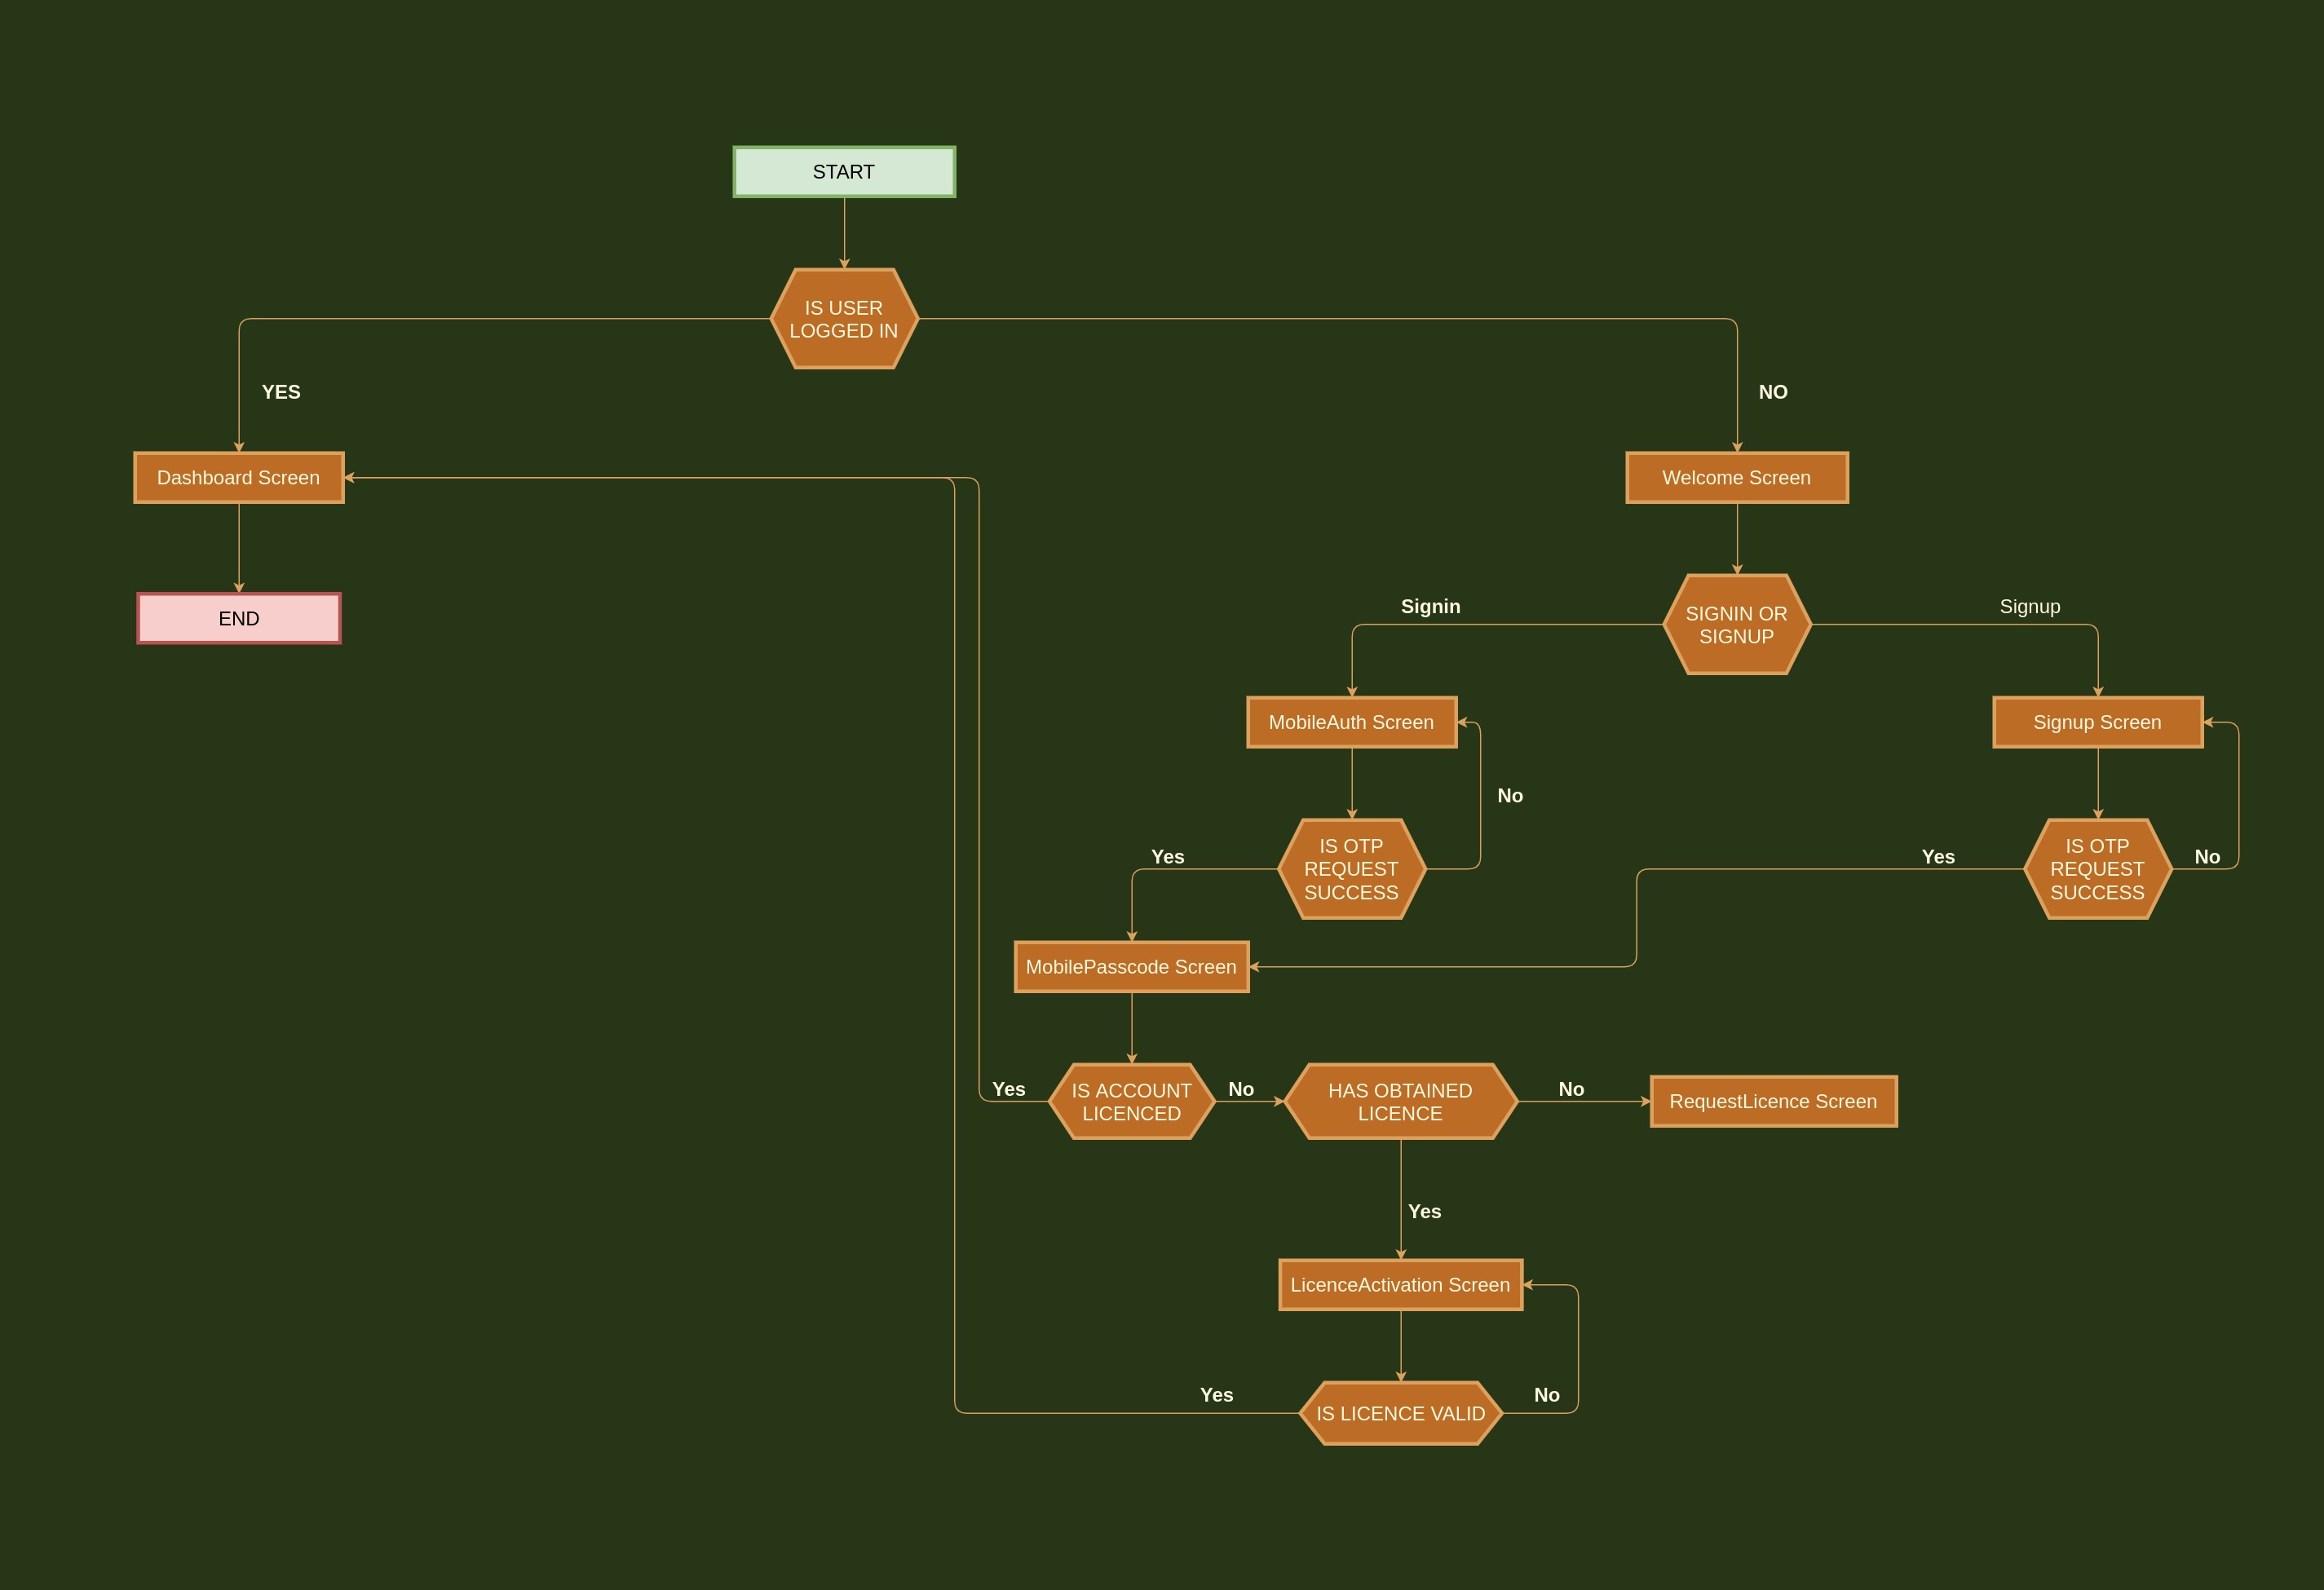 START
IS USER
LOGGED IN
YES
NO
Dashboard Screen
Welcome Screen
END
Signin
SIGNIN OR
SIGNUP
Signup
MobileAuth Screen
Signup Screen
No
IS OTP
REQUEST
SUCCESS
Yes
IS OTP
REQUEST
SUCCESS
Yes
No
MobilePasscode Screen
Yes
IS ACCOUNT
LICENCED
No
HAS OBTAINED
LICENCE
No
RequestLicence Screen
Yes
LicenceActivation Screen
Yes
IS LICENCE VALID
No